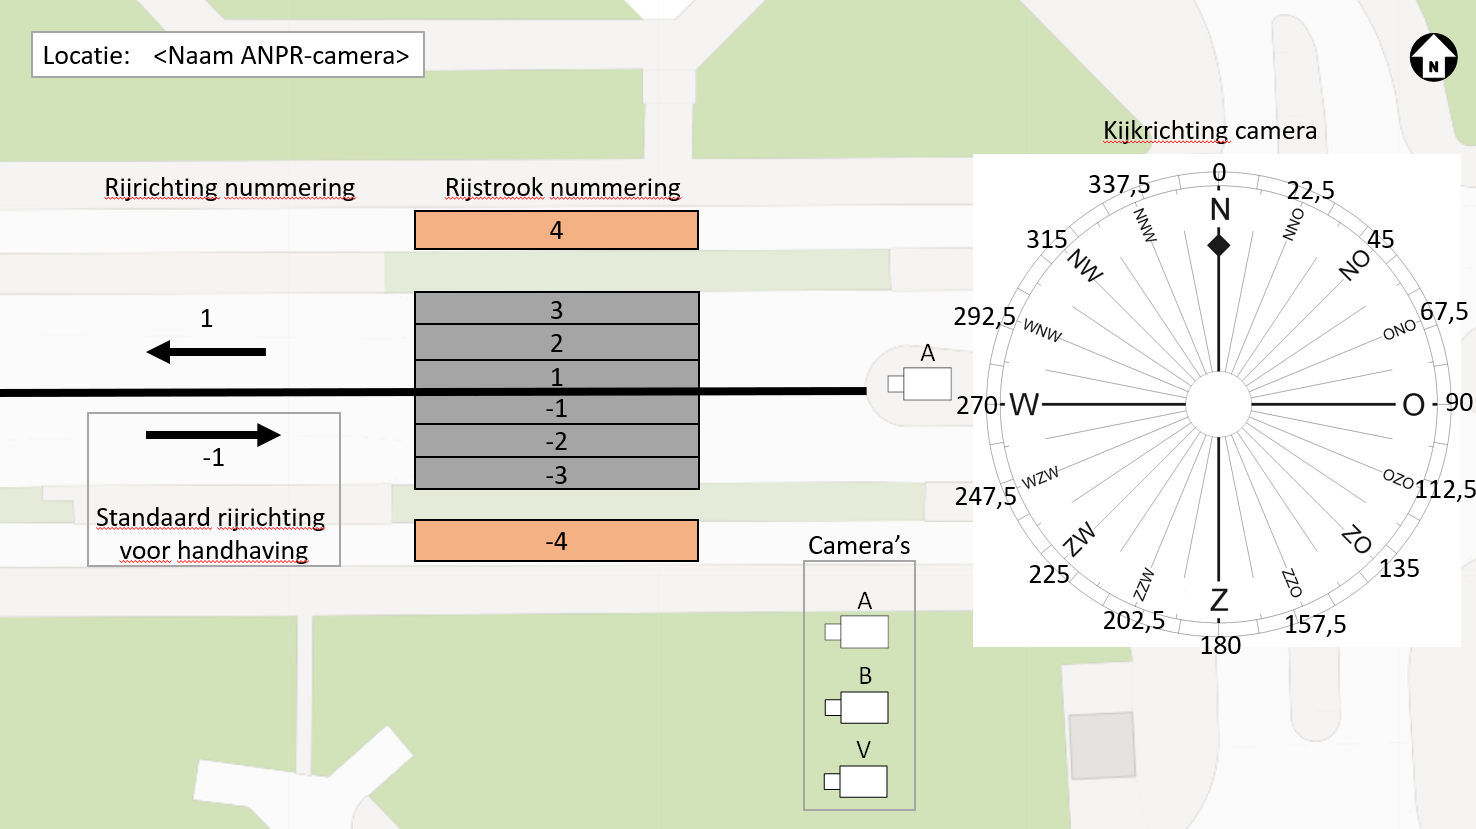 Locatie: <Naam ANPR-camera>
N
Kijkrichting camera
Rijrichting nummering
Rijstrook nummering
4
3
2
1
-1
-2
-3
-4
1
-1
Standaard rijrichting
voor handhaving
A
Camera's
A
B
V
0
22,5
45
67,5
90
112,5
135
157,5
180
202,5
225
247,5
270
292,5
315
337,5
N
NNO
NO
ONO
O
OZO
ZO
ZZO
Z
ZZW
ZW
WZW
W
WNW
NW
NNW